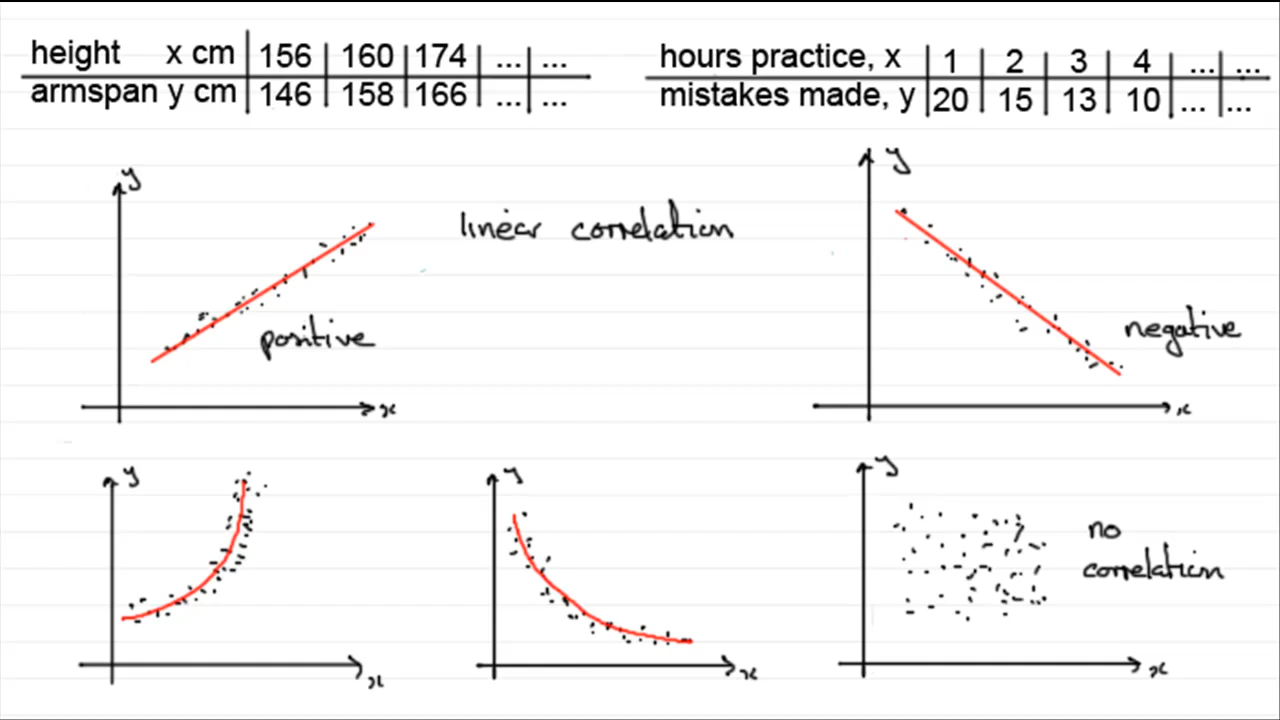 height x cm 156 160 174 ... ...
armspan y cm 146 158 166 ... ...
hours practice, x 1 2 3 4 ... ...
mistakes made, y 20 15 13 10 ... ...
y
linear correlation
positive
x
y
negative
x
y
x
y
x
y
no
correlation
x